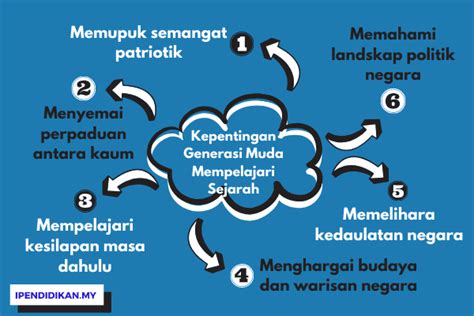 Kepentingan
Generasi Muda
Mempelajari
Sejarah
1
Memupuk semangat
patriotik
2
Menyemai
perpaduan
antara kaum
3
Mempelajari
kesilapan masa
dahulu
4
Menghargai budaya
dan warisan negara
5
Memelihara
kedaulatan negara
6
Memahami
landskap politik
negara
IPENDIDIKAN.MY